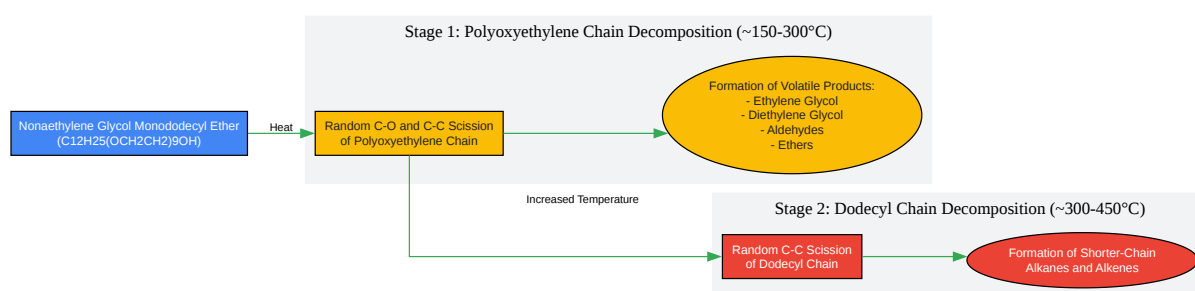 Stage 1: Polyoxyethylene Chain Decomposition (~150-300°C)
Nonaethylene Glycol Monododecyl Ether
(C12H25(OCH2CH2)9OH)
Heat
Random C-O and C-C Scission
of Polyoxyethylene Chain
Formation of Volatile Products:
- Ethylene Glycol
- Diethylene Glycol
- Aldehydes
- Ethers
Increased Temperature
Stage 2: Dodecyl Chain Decomposition (~300-450°C)
Random C-C Scission
of Dodecyl Chain
Formation of Shorter-Chain
Alkanes and Alkenes